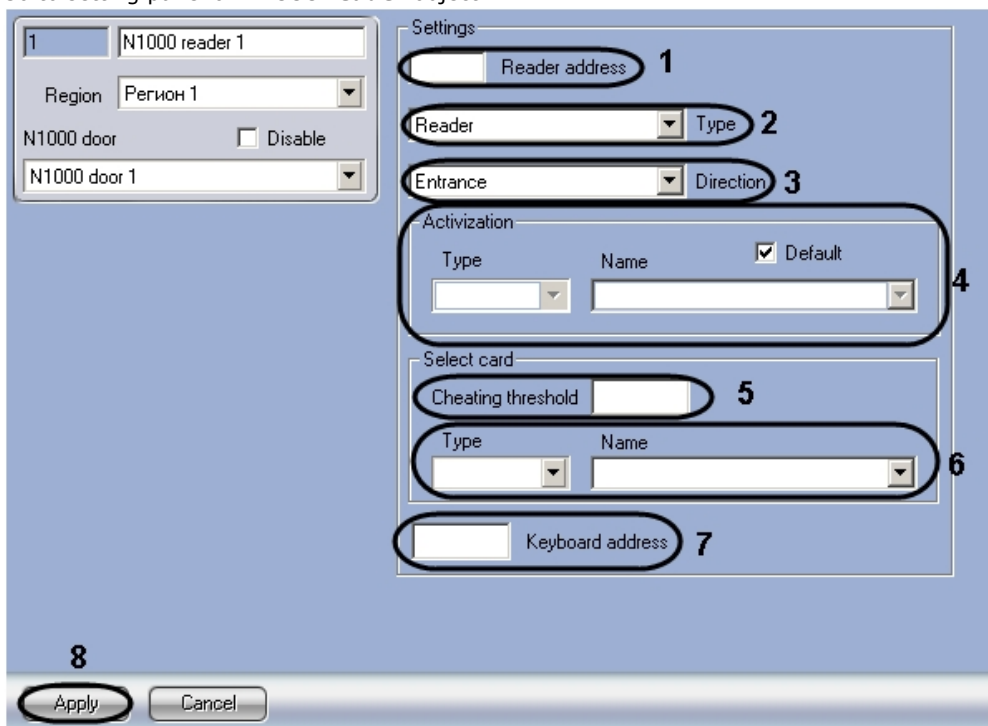 1
N1000 reader 1
Region
Регион 1
N1000 door
Disable
N1000 door 1
Settings
Reader address
1
Reader
Type
2
Entrance
Direction
3
Activization
Type
Name
Default
4
Select card
Cheating threshold
5
Type
Name
6
Keyboard address
7
8
Apply
Cancel